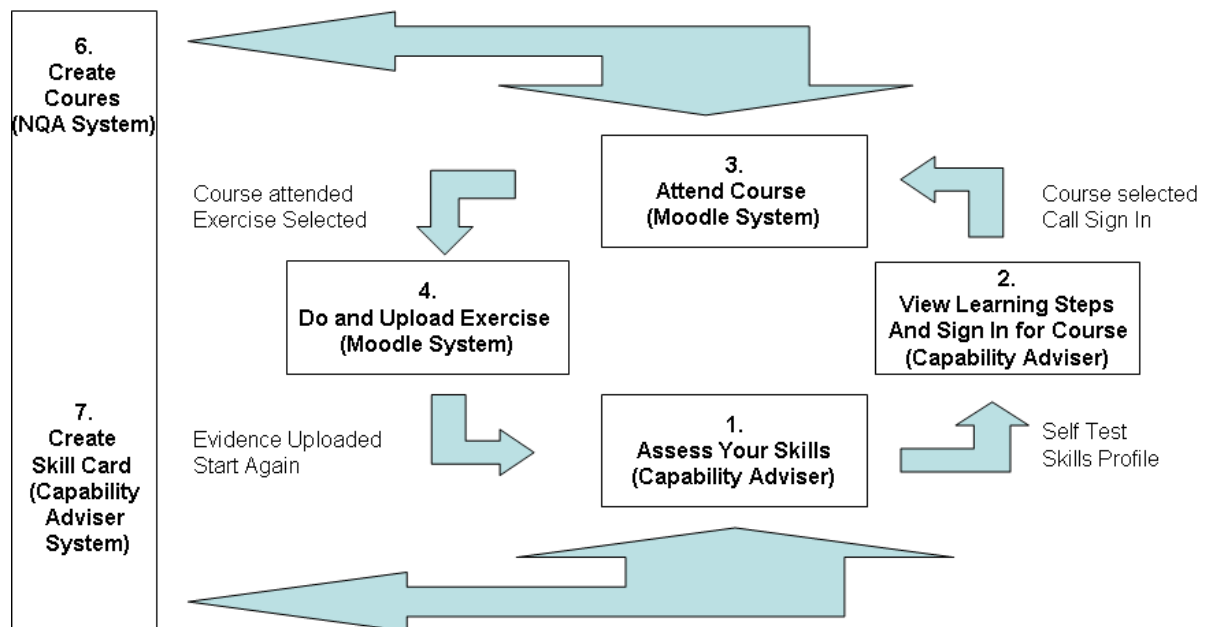 6.
Create
Coures
(NQA System)
7.
Create
Skill Card
(Capability
Adviser
System)
3.
Attend Course
(Moodle System)
Course attended
Exercise Selected
Course selected
Call Sign In
4.
Do and Upload Exercise
(Moodle System)
2.
View Learning Steps
And Sign In for Course
(Capability Adviser)
Evidence Uploaded
Start Again
1.
Assess Your Skills
(Capability Adviser)
Self Test
Skills Profile